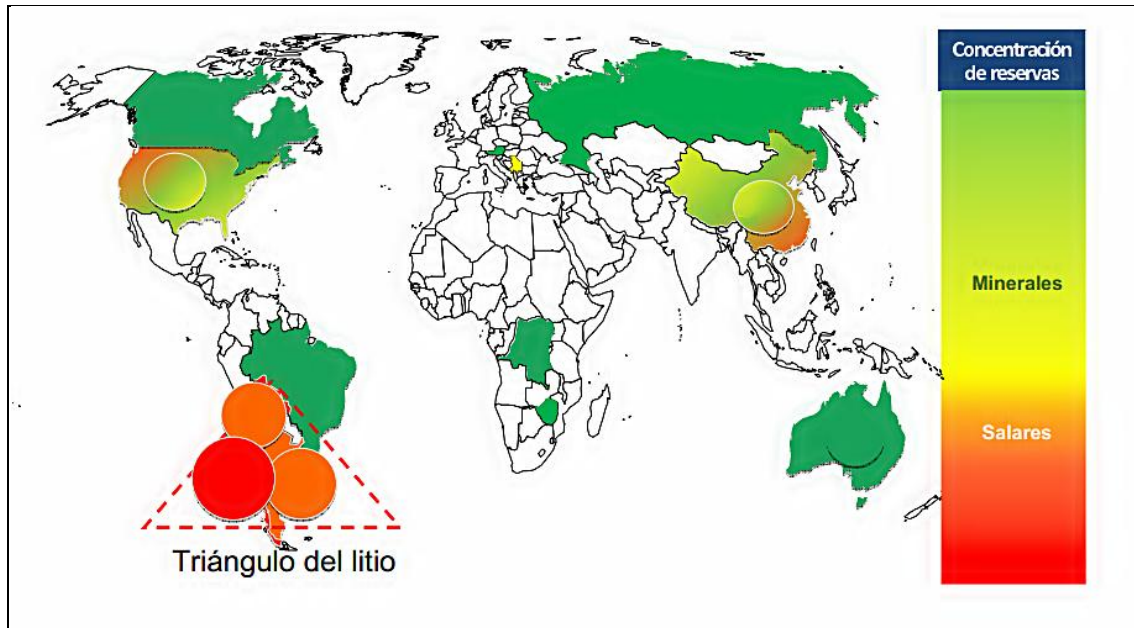 Concentración
de reservas
Minerales
Salares
Triángulo del litio